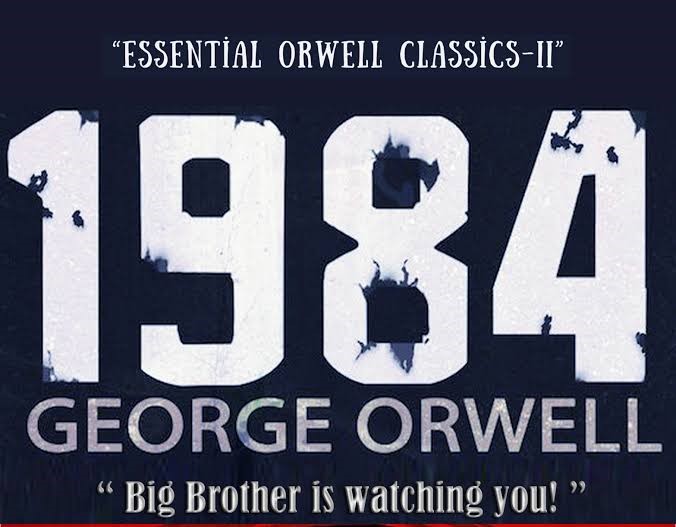 “ESSENTİAL ORWELL CLASSİCS-II”
1984
GEORGE ORWELL
“ Big Brother is watching you! ”